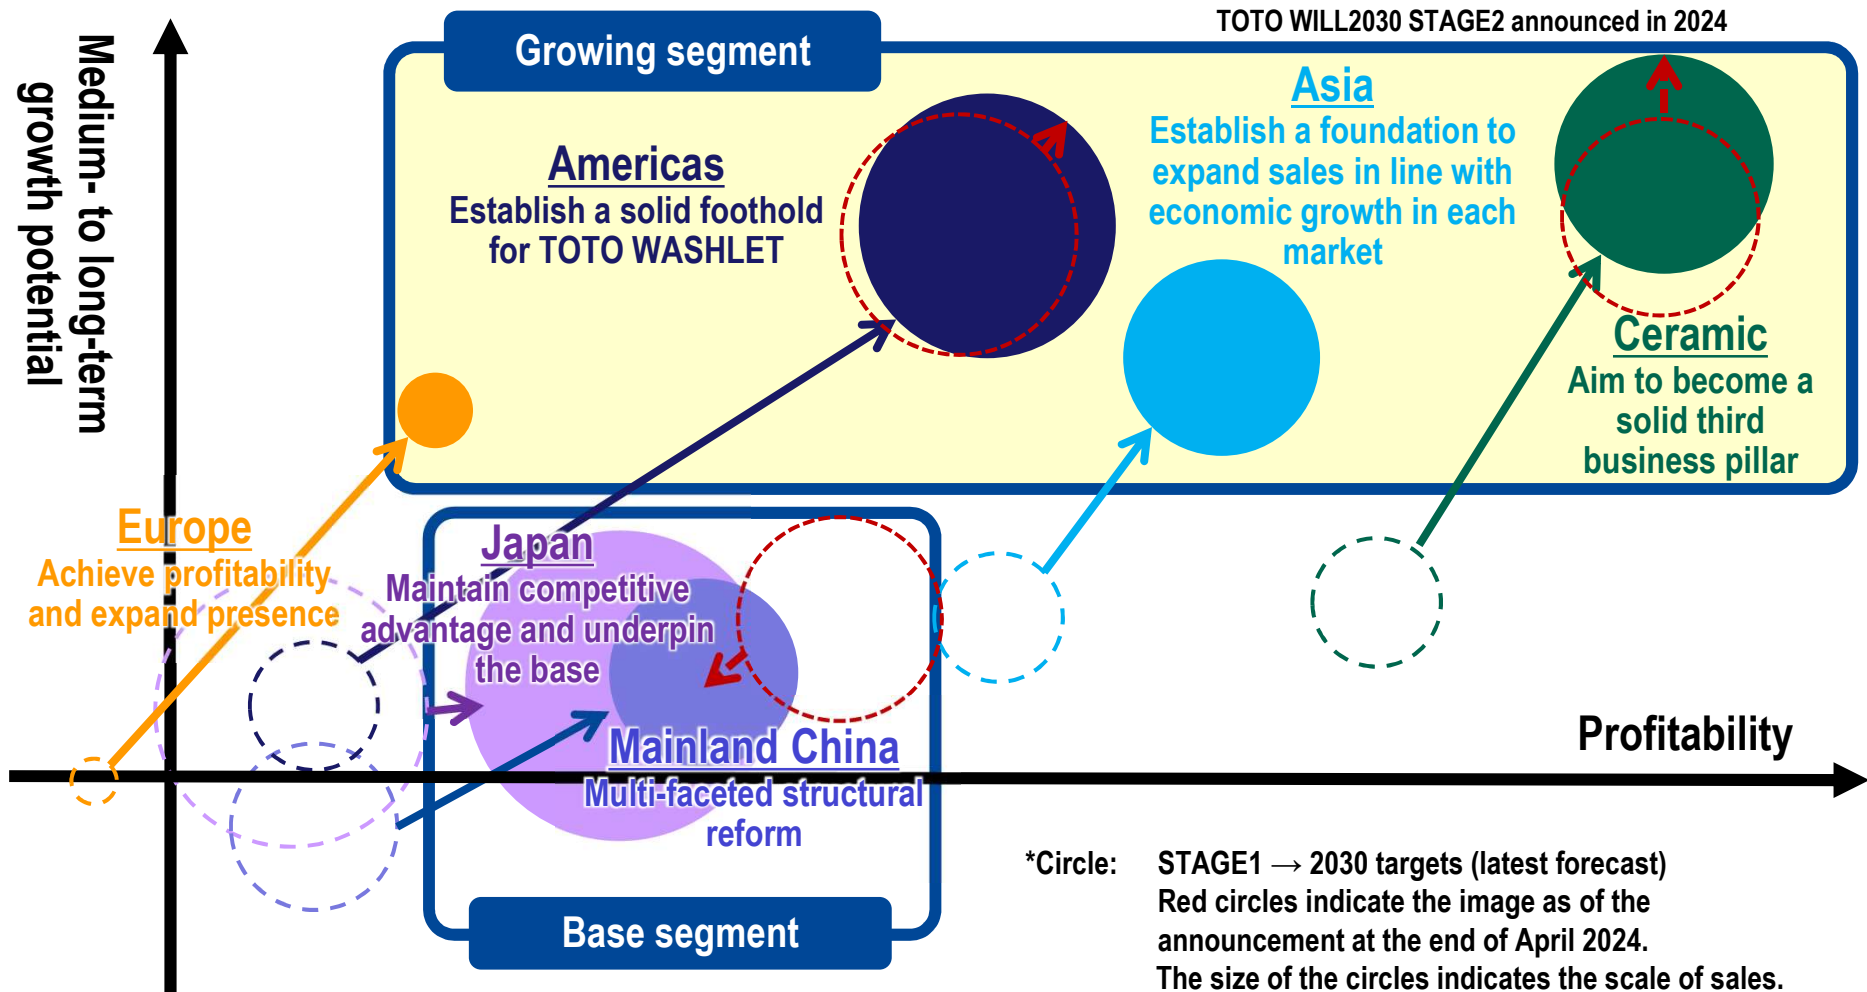 TOTO WILL2030 STAGE2 announced in 2024
Medium- to long-term
growth potential
Growing segment
Americas
Establish a solid foothold
for TOTO WASHLET
Asia
Establish a foundation to
expand sales in line with
economic growth in each
market
Ceramic
Aim to become a
solid third
business pillar
Europe
Achieve profitability
and expand presence
Japan
Maintain competitive
advantage and underpin
the base
Mainland China
Multi-faceted structural
reform
Profitability
Base segment
*Circle: STAGE1 → 2030 targets (latest forecast)
Red circles indicate the image as of the
announcement at the end of April 2024.
The size of the circles indicates the scale of sales.